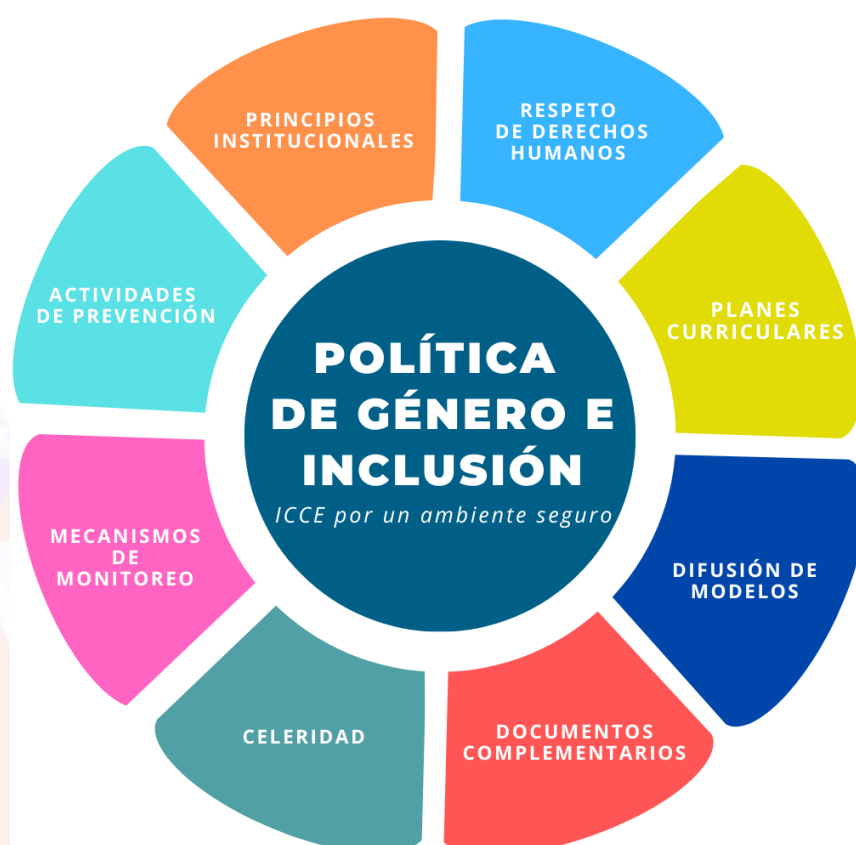 PRINCIPIOS
INSTITUCIONALES
RESPETO
DE DERECHOS
HUMANOS
PLANES
CURRICULARES
DIFUSIÓN DE
MODELOS
DOCUMENTOS
COMPLEMENTARIOS
CELERIDAD
MECANISMOS
DE
MONITOREO
ACTIVIDADES
DE PREVENCIÓN
POLÍTICA
DE GÉNERO E
INCLUSIÓN
ICCE por un ambiente seguro